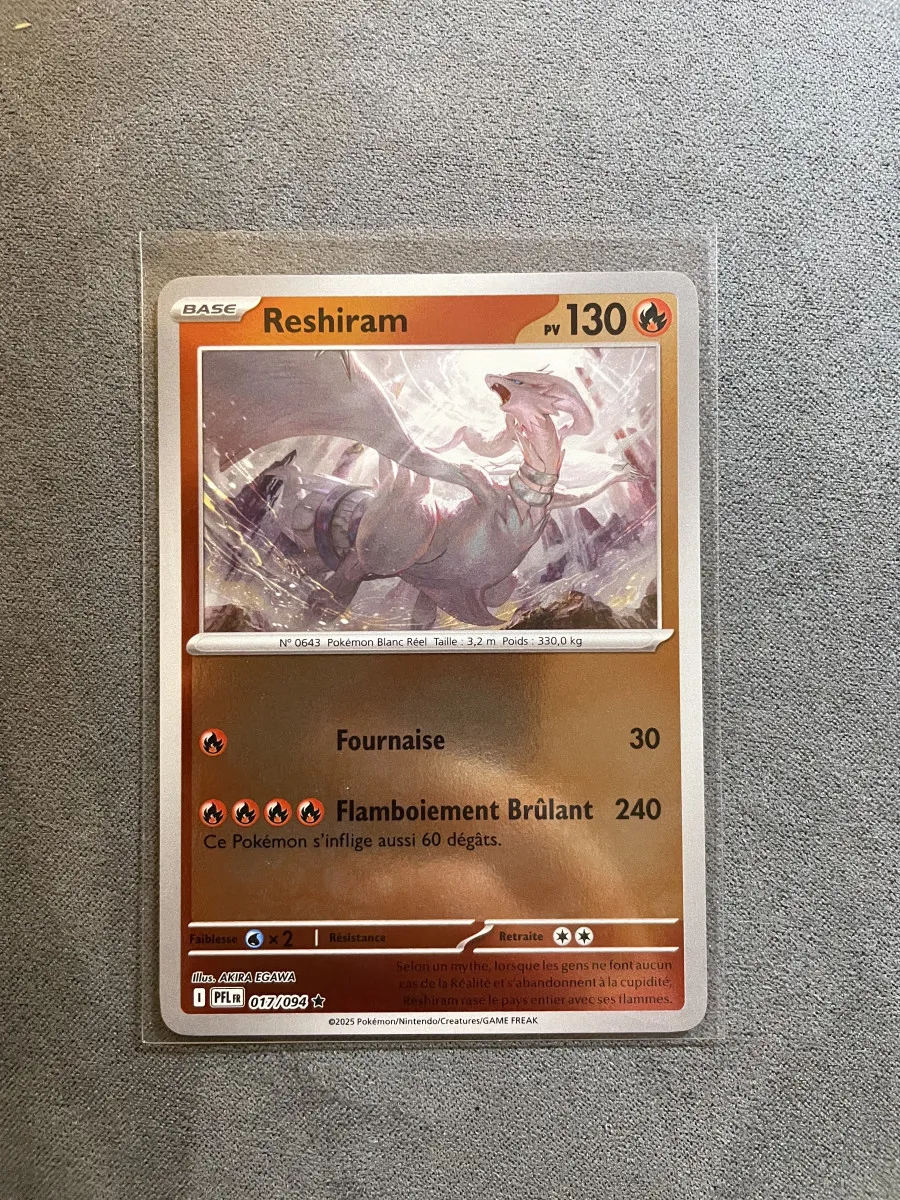 BASE Reshiram PV 130
N° 0643 Pokémon Blanc Réel Taille : 3,2 m Poids : 330,0 kg
Fournaise 30
Flamboiement Brûlant 240
Ce Pokémon s'inflige aussi 60 dégâts.
Faiblesse ×2 Résistance Retraite
Illus. AKIRA EGAWA
Selon un mythe, lorsque les gens ne font aucun
cas de la Réalité et s'abandonnent à la cupidité,
Reshiram rase le pays entier avec ses flammes.
I PFL FR 017/094 ★
©2025 Pokémon/Nintendo/Creatures/GAME FREAK